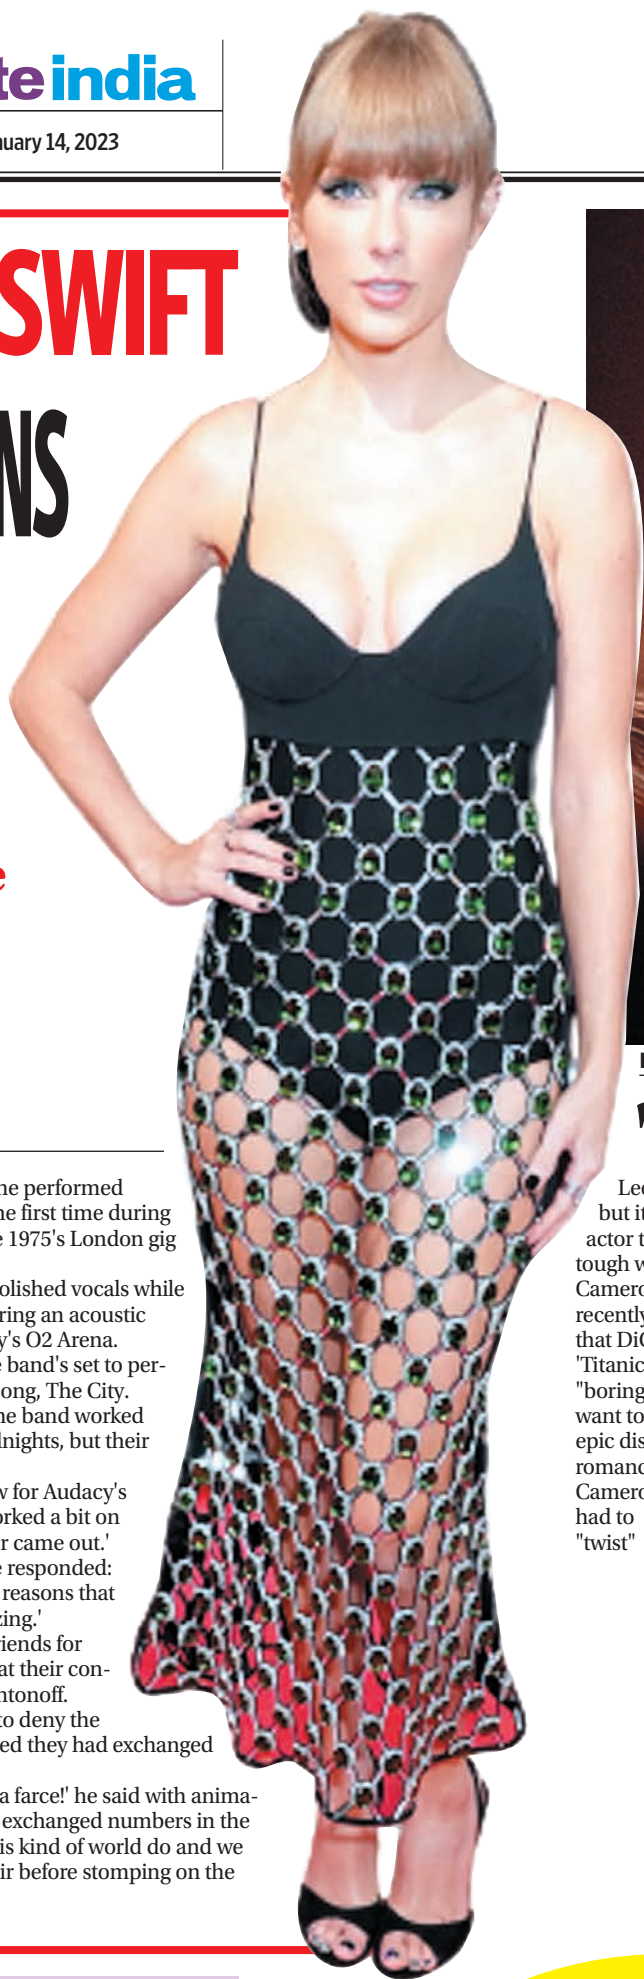 te india
nuary 14, 2023
SWIFT
NS
e
ne performed
ne first time during
e 1975's London gig
olished vocals while
ring an acoustic
y's O2 Arena.
e band's set to per-
ong, The City.
ne band worked
lnights, but their
w for Audacy's
orked a bit on
r came out.'
e responded:
reasons that
zing.'
iends for
at their con-
ntonoff.
to deny the
ed they had exchanged
a farce!' he said with anima-
exchanged numbers in the
is kind of world do and we
ir before stomping on the
Leo
but it
actor t
tough w
Camero
recently
that DiC
'Titanic
"boring
want to
epic dis
romanc
Camero
had to
"twist"